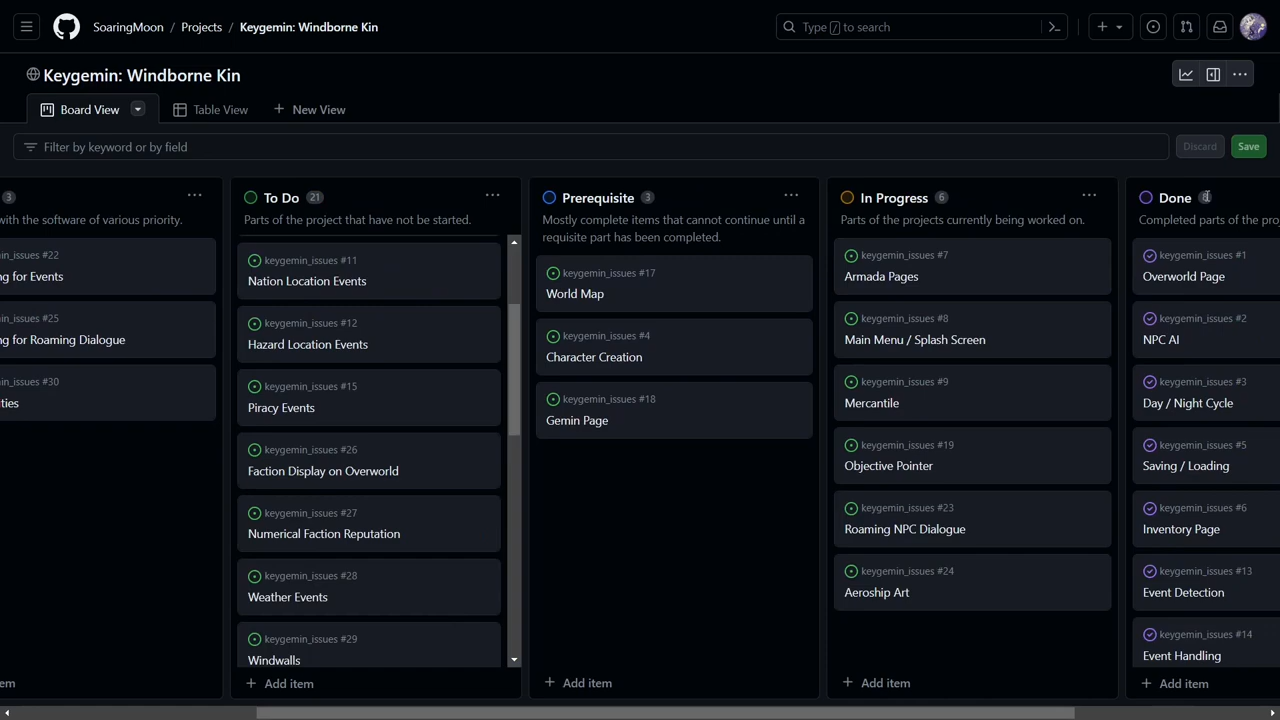 SoaringMoon / Projects / Keygemin: Windborne Kin
Type / to search
Keygemin: Windborne Kin
Board View
Table View
New View
Filter by keyword or by field
Discard
Save
3
with the software of various priority.
min_issues #22
ng for Events
min_issues #25
ng for Roaming Dialogue
min_issues #30
ties
em
To Do 21
Parts of the project that have not be started.
keygemin_issues #11
Nation Location Events
keygemin_issues #12
Hazard Location Events
keygemin_issues #15
Piracy Events
keygemin_issues #26
Faction Display on Overworld
keygemin_issues #27
Numerical Faction Reputation
keygemin_issues #28
Weather Events
keygemin_issues #29
Windwalls
Add item
Prerequisite 3
Mostly complete items that cannot continue until a
requisite part has been completed.
keygemin_issues #17
World Map
keygemin_issues #4
Character Creation
keygemin_issues #18
Gemin Page
Add item
In Progress 6
Parts of the projects currently being worked on.
keygemin_issues #7
Armada Pages
keygemin_issues #8
Main Menu / Splash Screen
keygemin_issues #9
Mercantile
keygemin_issues #19
Objective Pointer
keygemin_issues #23
Roaming NPC Dialogue
keygemin_issues #24
Aeroship Art
Add item
Done
Completed parts of the pro
keygemin_issues #1
Overworld Page
keygemin_issues #2
NPC AI
keygemin_issues #3
Day / Night Cycle
keygemin_issues #5
Saving / Loading
keygemin_issues #6
Inventory Page
keygemin_issues #13
Event Detection
keygemin_issues #14
Event Handling
Add item